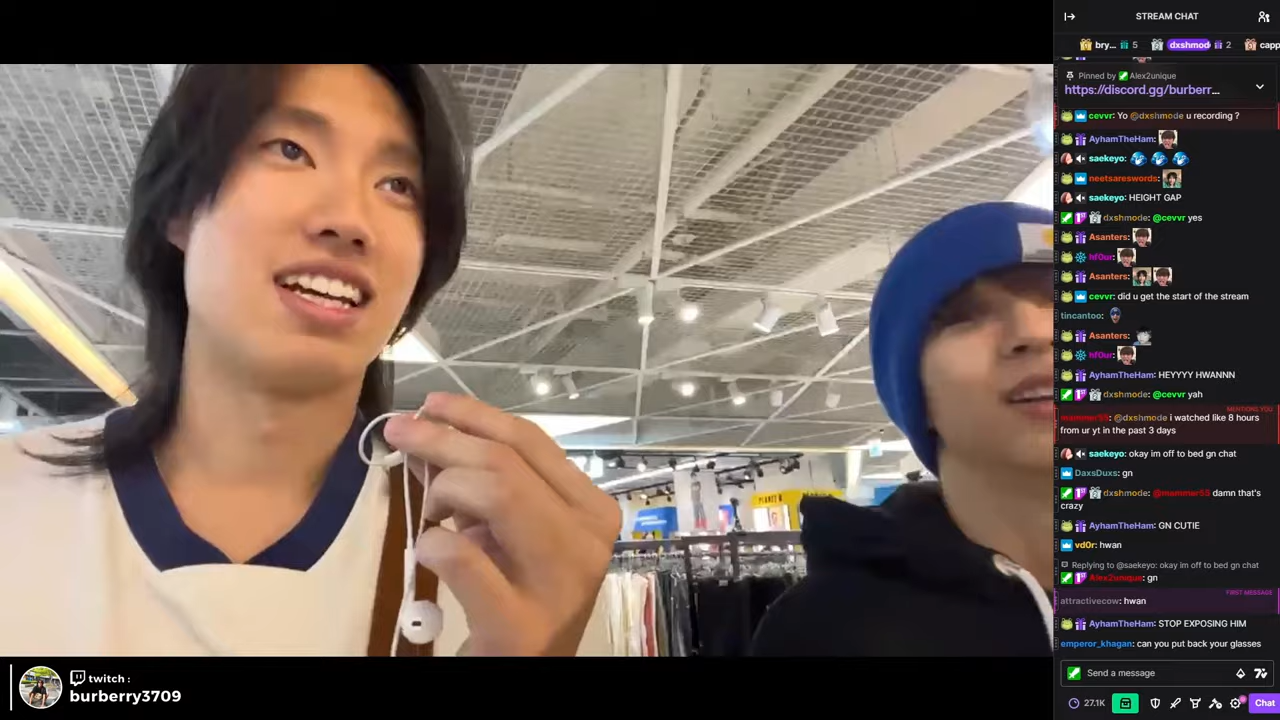 STREAM CHAT
bry... 5
dxshmod 2
capp
Pinned by Alex2unique
https://discord.gg/burberr...
cevvr: Yo @dxshmode u recording ?
AyhamTheHam:
saekeyo:
neetsareswords:
saekeyo: HEIGHT GAP
dxshmode: @cevvr yes
Asanters:
hf0ur:
Asanters:
cevvr: did u get the start of the stream
tincantoo:
Asanters:
hf0ur:
AyhamTheHam: HEYYYY HWANNN
dxshmode: @cevvr yah
MENTIONS YOU
mammer55: @dxshmode i watched like 8 hours
from ur yt in the past 3 days
saekeyo: okay im off to bed gn chat
DaxsDuxs: gn
dxshmode: @mammer55 damn that's
crazy
AyhamTheHam: GN CUTIE
vd0r: hwan
Replying to @saekeyo: okay im off to bed gn chat
Alex2unique: gn
FIRST MESSAGE
attractivecow: hwan
AyhamTheHam: STOP EXPOSING HIM
emperor_khagan: can you put back your glasses
Send a message
27.1K
Chat
twitch :
burberry3709